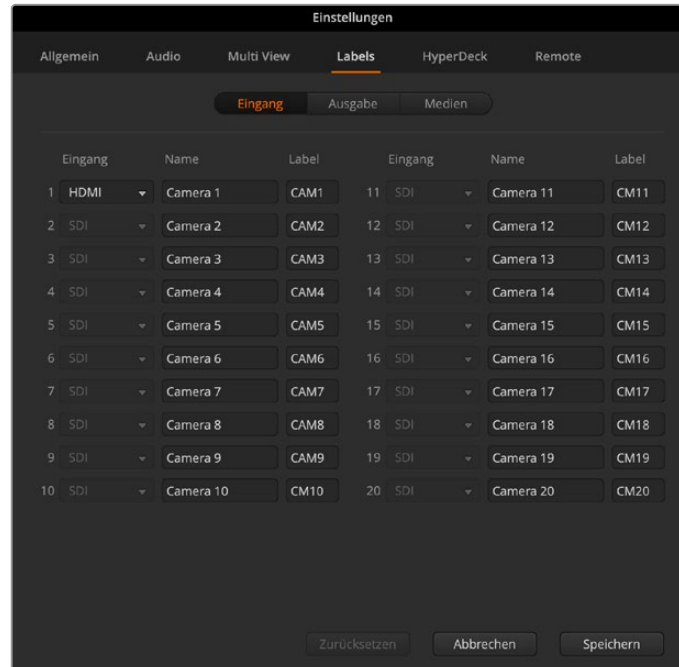 Einstellungen
Allgemein Audio Multi View Labels HyperDeck Remote
Eingang Ausgabe Medien
Eingang Name Label Eingang Name Label
1 HDMI Camera 1 CAM1 11 SDI Camera 11 CM11
2 SDI Camera 2 CAM2 12 SDI Camera 12 CM12
3 SDI Camera 3 CAM3 13 SDI Camera 13 CM13
4 SDI Camera 4 CAM4 14 SDI Camera 14 CM14
5 SDI Camera 5 CAM5 15 SDI Camera 15 CM15
6 SDI Camera 6 CAM6 16 SDI Camera 16 CM16
7 SDI Camera 7 CAM7 17 SDI Camera 17 CM17
8 SDI Camera 8 CAM8 18 SDI Camera 18 CM18
9 SDI Camera 9 CAM9 19 SDI Camera 19 CM19
10 SDI Camera 10 CM10 20 SDI Camera 20 CM20
Zurücksetzen Abbrechen Speichern